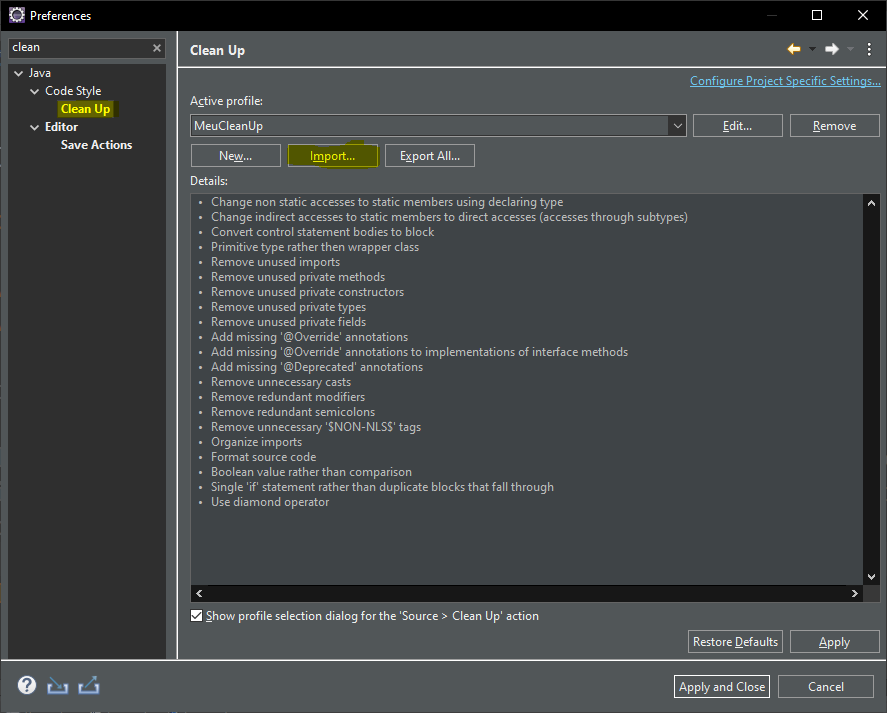 Preferences
clean
Java
Code Style
Clean Up
Editor
Save Actions
Clean Up
Configure Project Specific Settings...
Active profile:
MeuCleanUp
Edit...
Remove
New...
Import...
Export All...
Details:
• Change non static accesses to static members using declaring type
• Change indirect accesses to static members to direct accesses (accesses through subtypes)
• Convert control statement bodies to block
• Primitive type rather then wrapper class
• Remove unused imports
• Remove unused private methods
• Remove unused private constructors
• Remove unused private types
• Remove unused private fields
• Add missing '@Override' annotations
• Add missing '@Override' annotations to implementations of interface methods
• Add missing '@Deprecated' annotations
• Remove unnecessary casts
• Remove redundant modifiers
• Remove redundant semicolons
• Remove unnecessary '$NON-NLS$' tags
• Organize imports
• Format source code
• Boolean value rather than comparison
• Single 'if' statement rather than duplicate blocks that fall through
• Use diamond operator
Show profile selection dialog for the 'Source > Clean Up' action
Restore Defaults
Apply
Apply and Close
Cancel